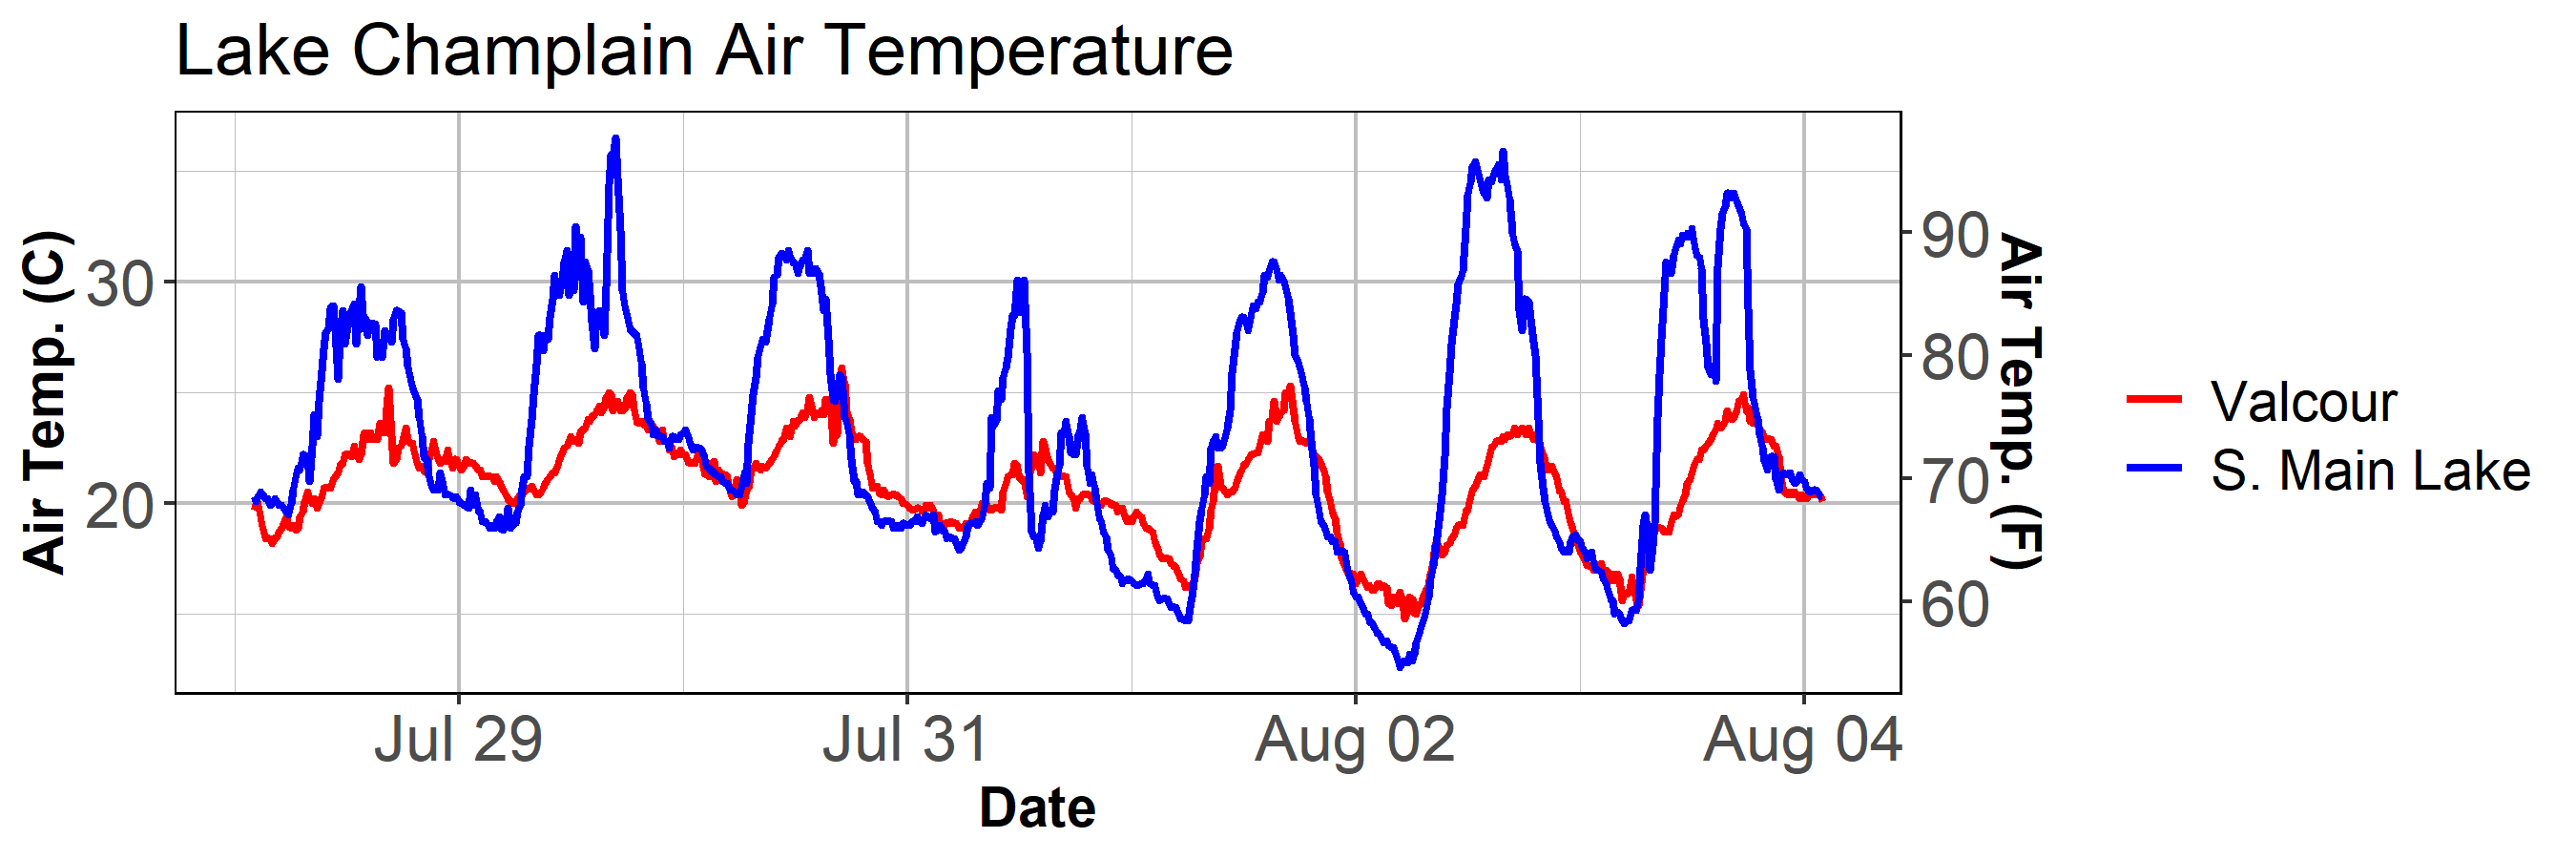 Lake Champlain Air Temperature
Air Temp. (C)
30
20
90
80
70
60
Air Temp. (F)
Jul 29
Jul 31
Aug 02
Aug 04
Date
Valcour
S. Main Lake